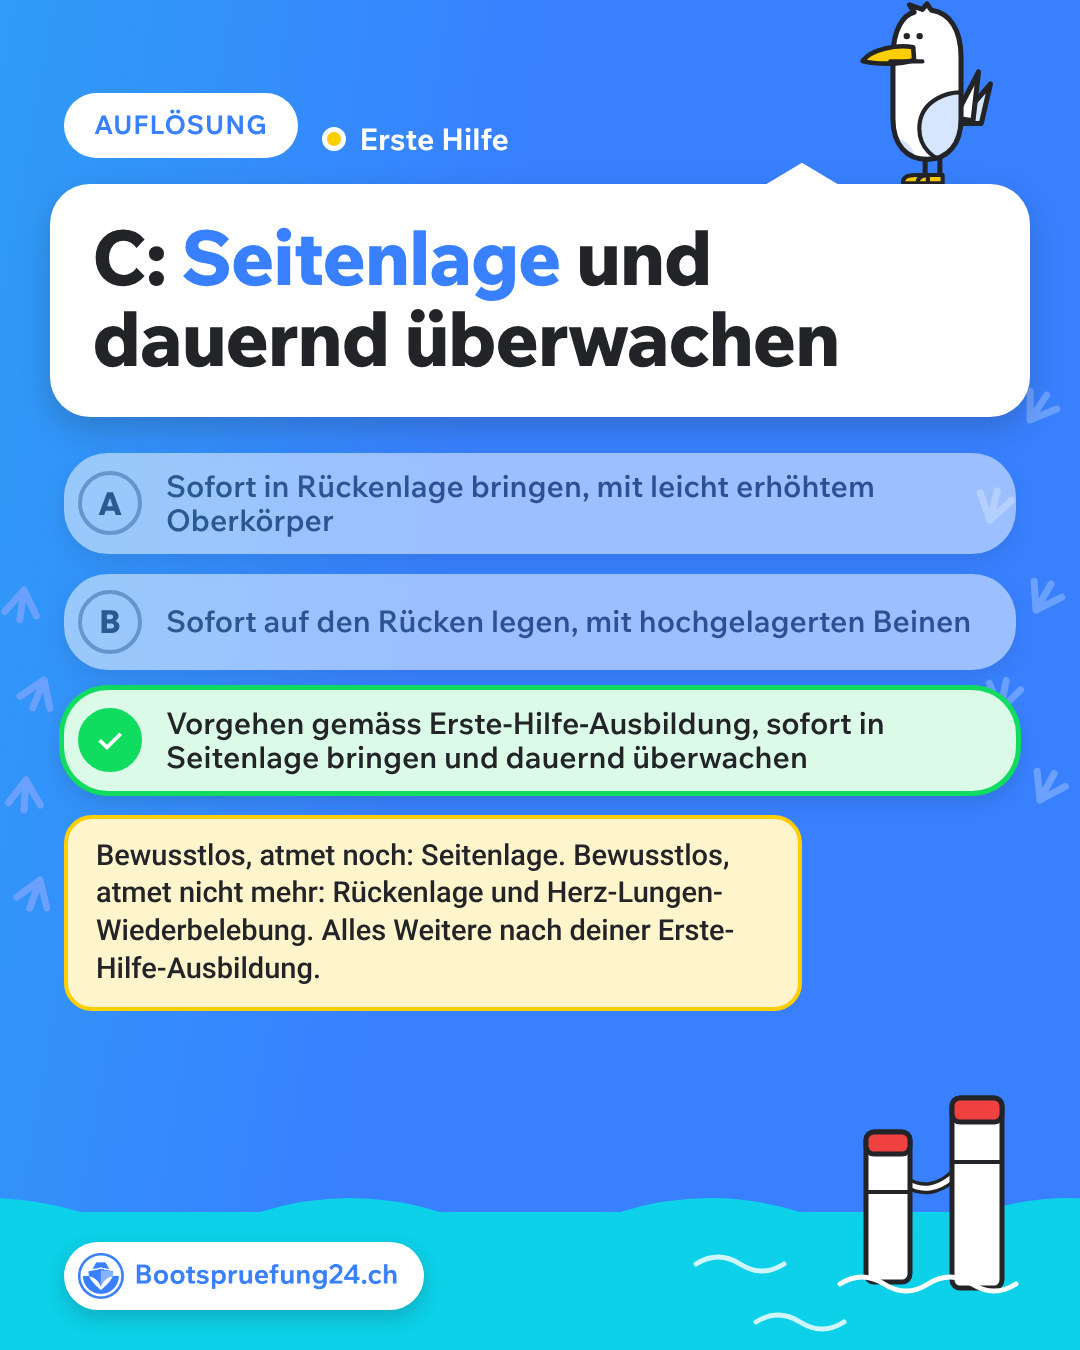 AUFLÖSUNG
Erste Hilfe
C: Seitenlage und
dauernd überwachen
A
Sofort in Rückenlage bringen, mit leicht erhöhtem
Oberkörper
B
Sofort auf den Rücken legen, mit hochgelagerten Beinen
Vorgehen gemäss Erste-Hilfe-Ausbildung, sofort in
Seitenlage bringen und dauernd überwachen
Bewusstlos, atmet noch: Seitenlage. Bewusstlos,
atmet nicht mehr: Rückenlage und Herz-Lungen-
Wiederbelebung. Alles Weitere nach deiner Erste-
Hilfe-Ausbildung.
Bootspruefung24.ch